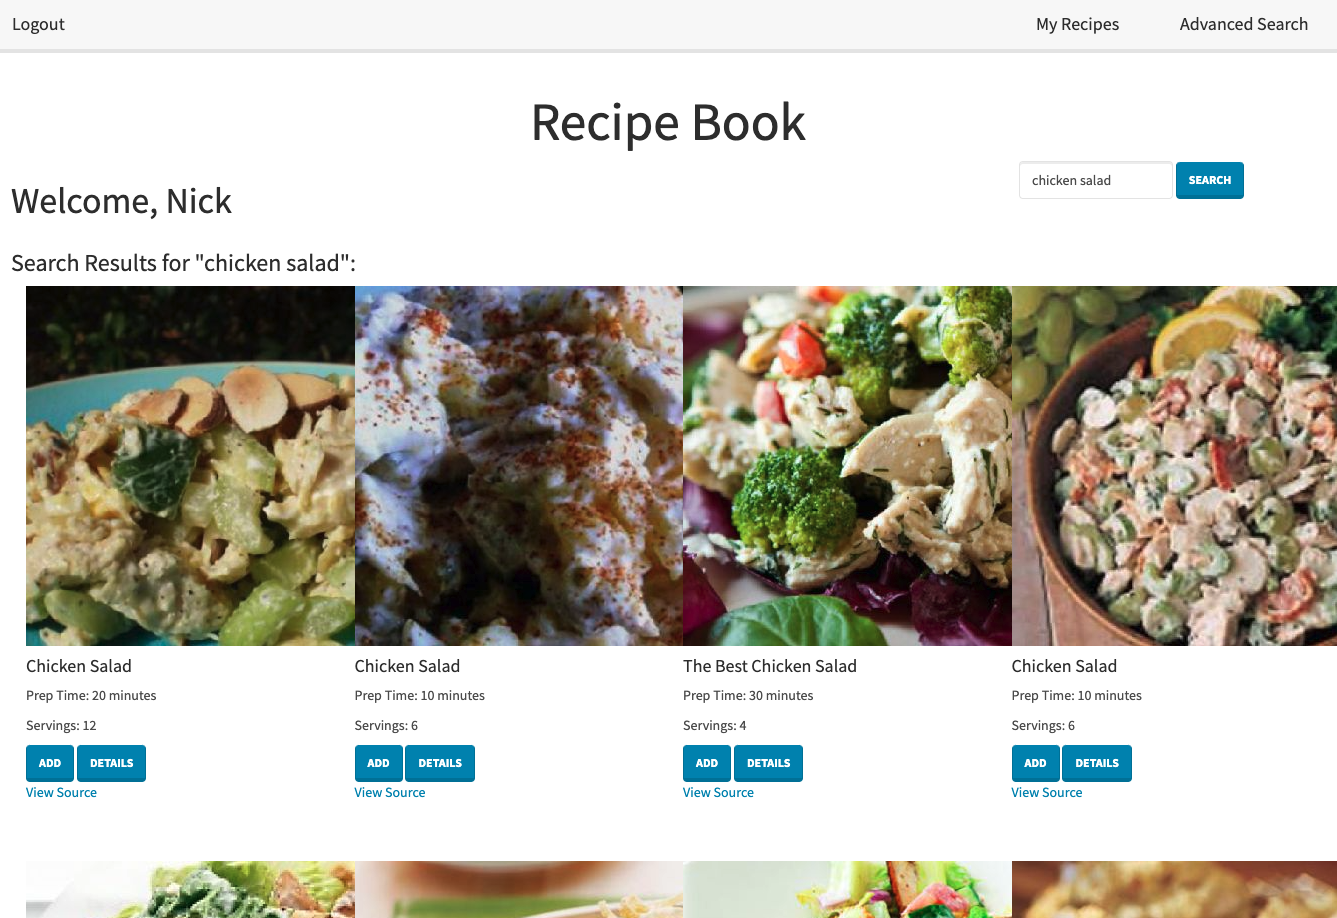 Logout My Recipes Advanced Search
Recipe Book
chicken salad SEARCH
Welcome, Nick
Search Results for "chicken salad":
Chicken Salad Chicken Salad The Best Chicken Salad Chicken Salad
Prep Time: 20 minutes Prep Time: 10 minutes Prep Time: 30 minutes Prep Time: 10 minutes
Servings: 12 Servings: 6 Servings: 4 Servings: 6
ADD DETAILS ADD DETAILS ADD DETAILS ADD DETAILS
View Source View Source View Source View Source